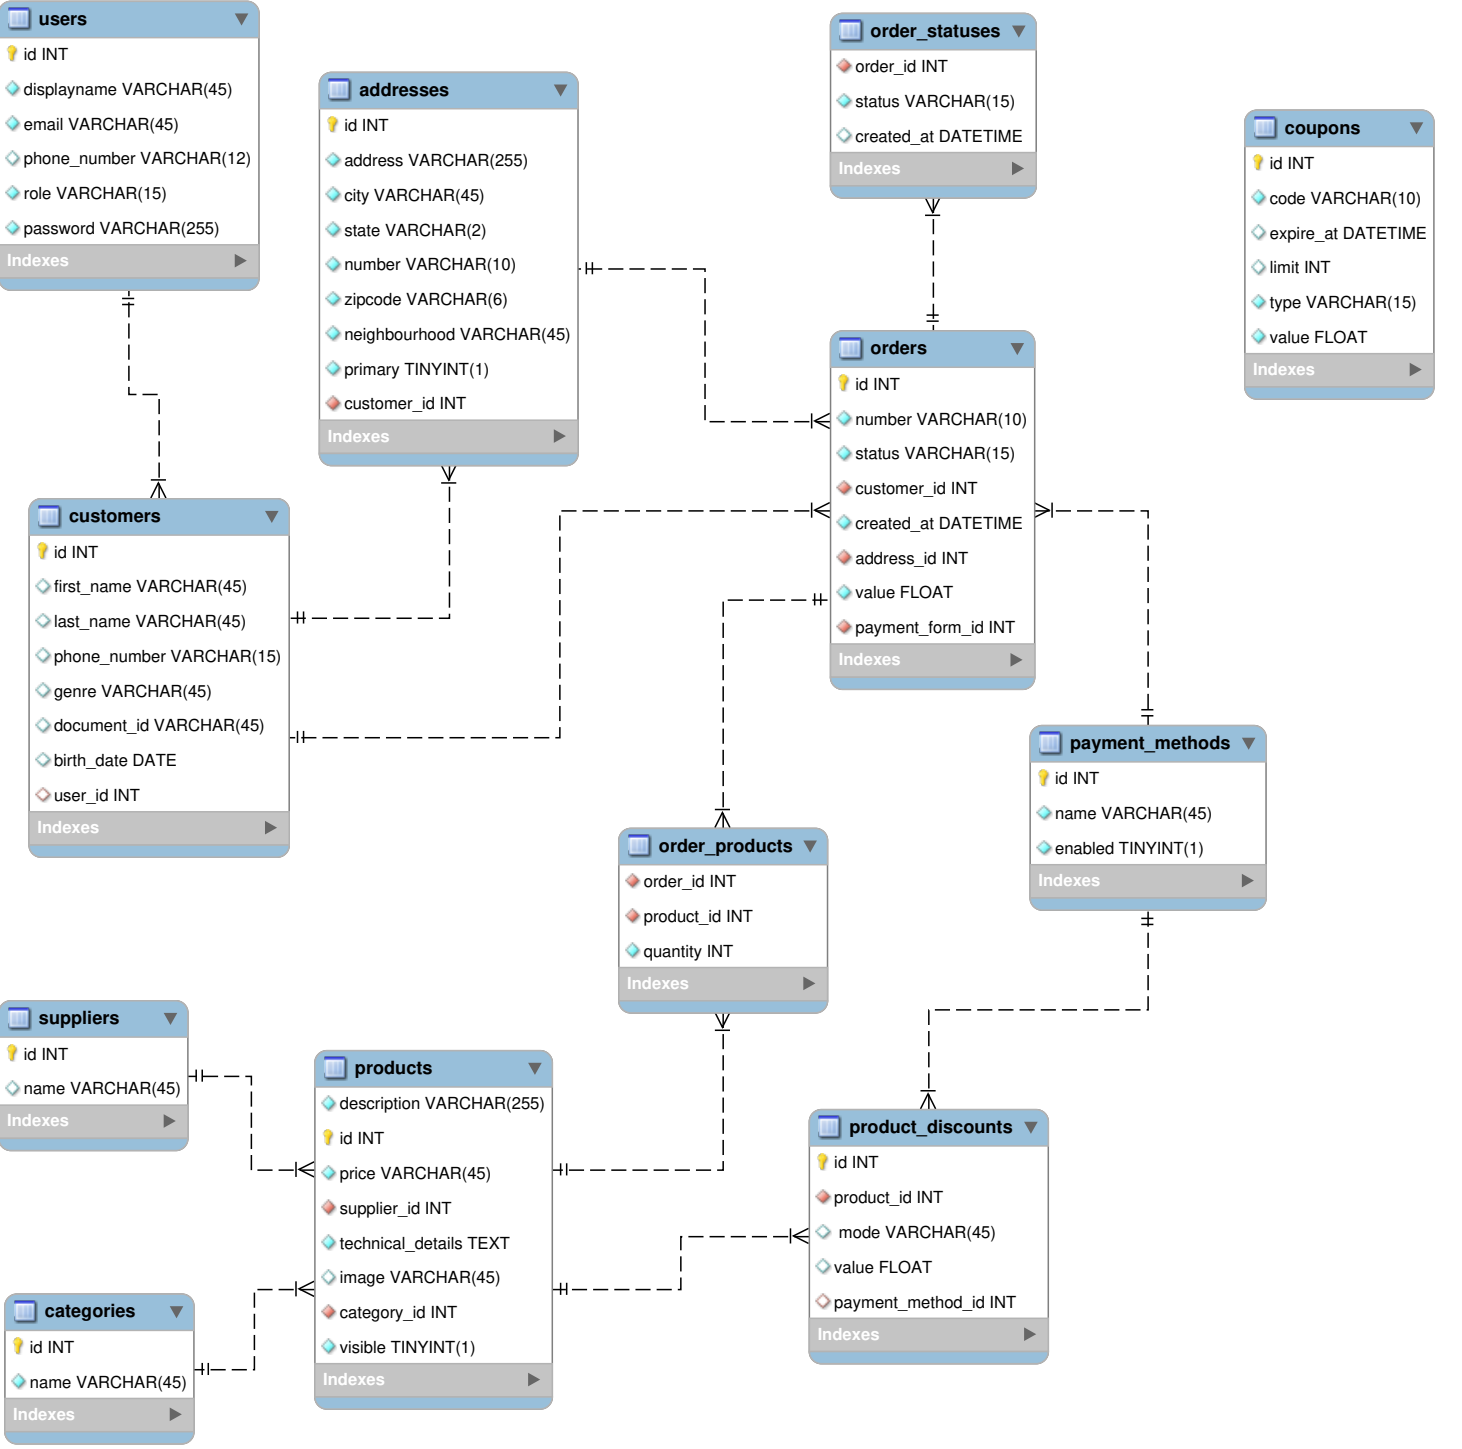 users
id INT
displayname VARCHAR(45)
email VARCHAR(45)
phone_number VARCHAR(12)
role VARCHAR(15)
password VARCHAR(255)
Indexes
addresses
id INT
address VARCHAR(255)
city VARCHAR(45)
state VARCHAR(2)
number VARCHAR(10)
zipcode VARCHAR(6)
neighbourhood VARCHAR(45)
primary TINYINT(1)
customer_id INT
Indexes
order_statuses
order_id INT
status VARCHAR(15)
created_at DATETIME
Indexes
coupons
id INT
code VARCHAR(10)
expire_at DATETIME
limit INT
type VARCHAR(15)
value FLOAT
Indexes
orders
id INT
number VARCHAR(10)
status VARCHAR(15)
customer_id INT
created_at DATETIME
address_id INT
value FLOAT
payment_form_id INT
Indexes
customers
id INT
first_name VARCHAR(45)
last_name VARCHAR(45)
phone_number VARCHAR(15)
genre VARCHAR(45)
document_id VARCHAR(45)
birth_date DATE
user_id INT
Indexes
payment_methods
id INT
name VARCHAR(45)
enabled TINYINT(1)
Indexes
order_products
order_id INT
product_id INT
quantity INT
Indexes
suppliers
id INT
name VARCHAR(45)
Indexes
products
description VARCHAR(255)
id INT
price VARCHAR(45)
supplier_id INT
technical_details TEXT
image VARCHAR(45)
category_id INT
visible TINYINT(1)
Indexes
product_discounts
id INT
product_id INT
mode VARCHAR(45)
value FLOAT
payment_method_id INT
Indexes
categories
id INT
name VARCHAR(45)
Indexes